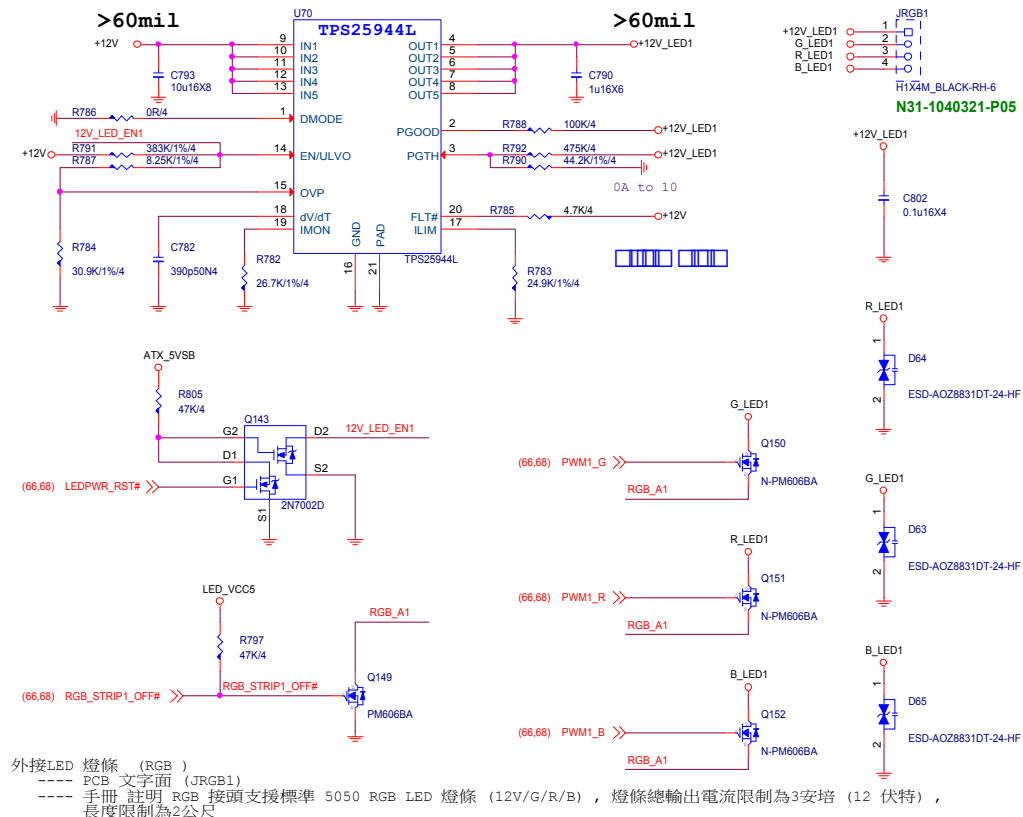 >60mil
U70
TPS25944L
>60mil
+12V
9 IN1
10 IN2
11 IN3
12 IN4
13 IN5
OUT1 4
OUT2 5
OUT3 6
OUT4 7
OUT5 8
+12V_LED1
C793
10u16X8
C790
1u16X6
R786 0R/4
1 DMODE
12V_LED_EN1
+12V
R791 383K/1%/4
R787 8.25K/1%/4
14 EN/ULVO
15 OVP
18 dV/dT
19 IMON
PGOOD 2
R788 100K/4
+12V_LED1
PGTH 3
R792 475K/4
+12V_LED1
R790 44.2K/1%/4
0A to 10
FLT# 20
R785 4.7K/4
+12V
ILIM 17
GND
16
PAD
21
TPS25944L
R784
30.9K/1%/4
C782
390p50N4
R782
26.7K/1%/4
R783
24.9K/1%/4
JRGB1
+12V_LED1 1
G_LED1 2
R_LED1 3
B_LED1 4
H1X4M_BLACK-RH-6
N31-1040321-P05
+12V_LED1
C802
0.1u16X4
ATX_5VSB
R805
47K/4
Q143
G2
D1
G1
D2
S2
S1
12V_LED_EN1
2N7002D
(66,68) LEDPWR_RST#
LED_VCC5
R797
47K/4
(66,68) RGB_STRIP1_OFF#
RGB_STRIP1_OFF#
RGB_A1
Q149
PM606BA
G_LED1
Q150
(66,68) PWM1_G
N-PM606BA
RGB_A1
R_LED1
Q151
(66,68) PWM1_R
N-PM606BA
RGB_A1
B_LED1
Q152
(66,68) PWM1_B
N-PM606BA
RGB_A1
R_LED1
1
D64
ESD-AOZ8831DT-24-HF
2
G_LED1
1
D63
ESD-AOZ8831DT-24-HF
2
B_LED1
1
D65
ESD-AOZ8831DT-24-HF
2
外接LED 燈條 (RGB )
---- PCB 文字面 (JRGB1)
---- 手冊 註明 RGB 接頭支援標準 5050 RGB LED 燈條 (12V/G/R/B) , 燈條總輸出電流限制為3安培 (12 伏特) ,
長度限制為2公尺